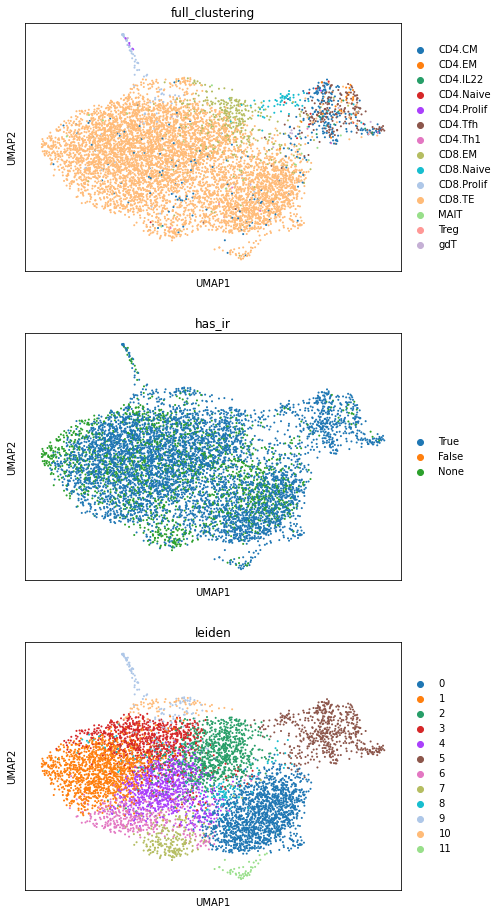 full_clustering
UMAP2
UMAP1
CD4.CM
CD4.EM
CD4.IL22
CD4.Naive
CD4.Prolif
CD4.Tfh
CD4.Th1
CD8.EM
CD8.Naive
CD8.Prolif
CD8.TE
MAIT
Treg
gdT
has_ir
UMAP2
UMAP1
True
False
None
leiden
UMAP2
UMAP1
0
1
2
3
4
5
6
7
8
9
10
11